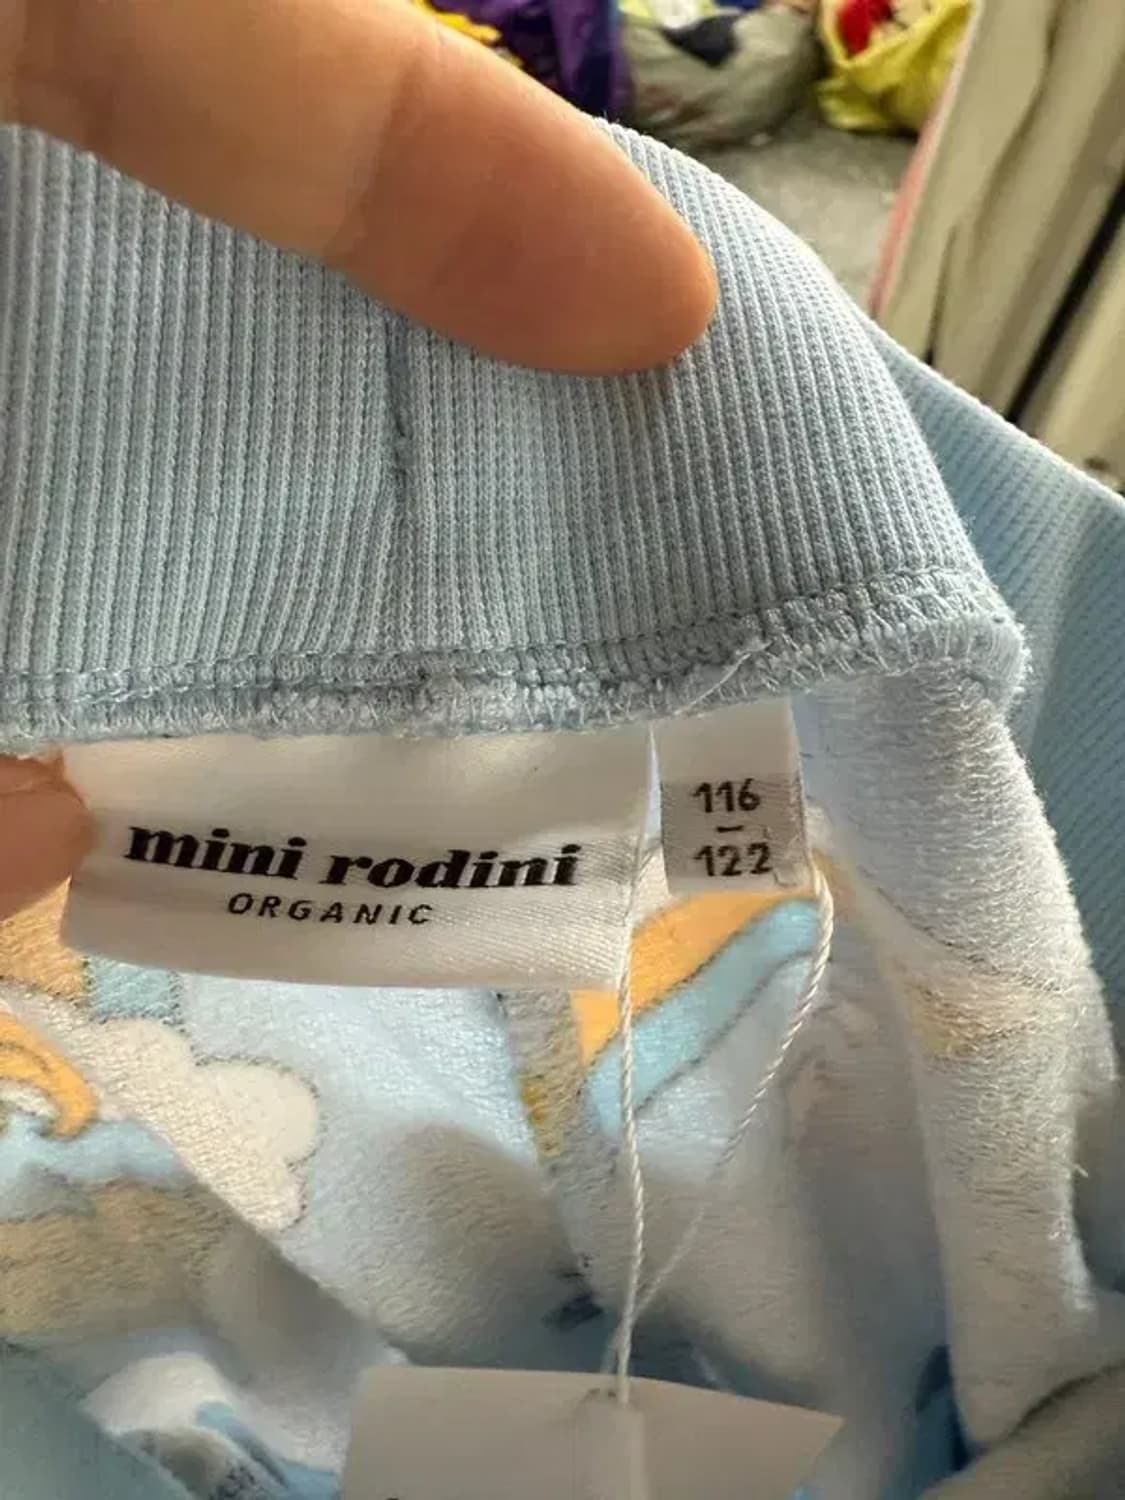 mini rodini
ORGANIC
116
-
122